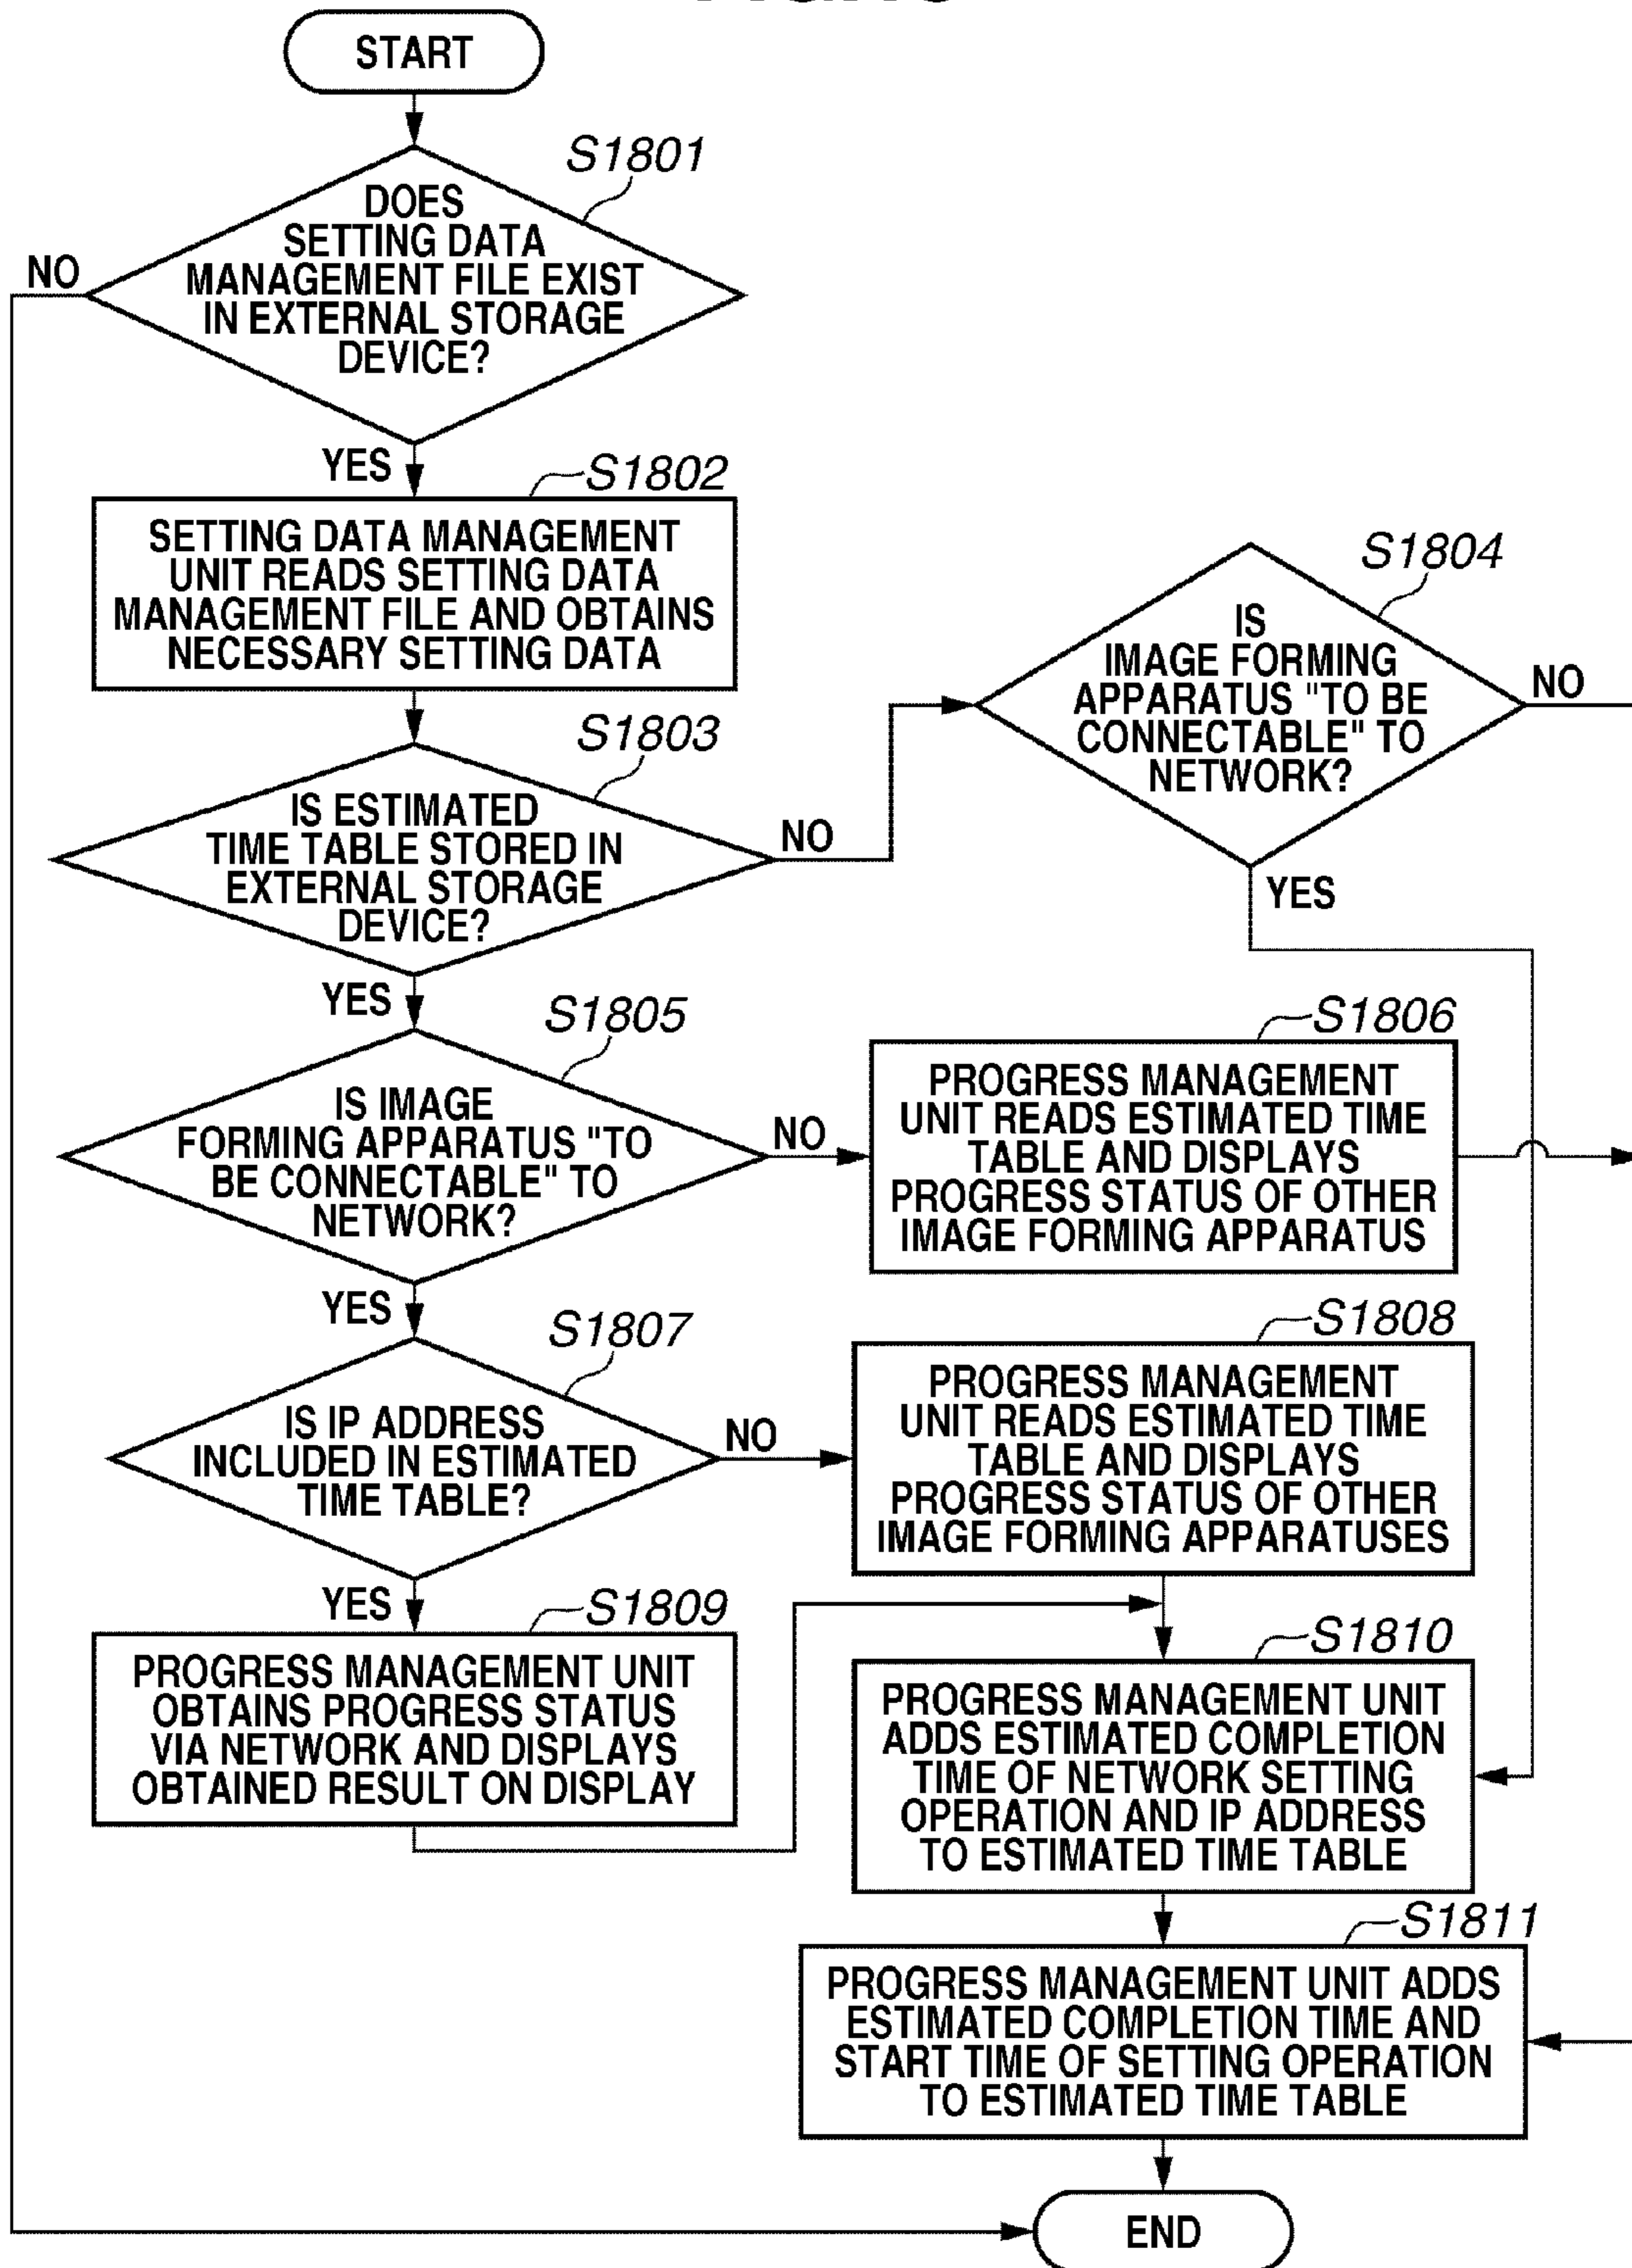 START
S1801
DOES
SETTING DATA
MANAGEMENT FILE EXIST
IN EXTERNAL STORAGE
DEVICE?
NO
YES
S1802
SETTING DATA MANAGEMENT
UNIT READS SETTING DATA
MANAGEMENT FILE AND OBTAINS
NECESSARY SETTING DATA
S1803
IS ESTIMATED
TIME TABLE STORED IN
EXTERNAL STORAGE
DEVICE?
NO
YES
S1804
IS
IMAGE FORMING
APPARATUS "TO BE
CONNECTABLE" TO
NETWORK?
NO
YES
S1805
IS IMAGE
FORMING APPARATUS "TO
BE CONNECTABLE" TO
NETWORK?
NO
YES
S1806
PROGRESS MANAGEMENT
UNIT READS ESTIMATED TIME
TABLE AND DISPLAYS
PROGRESS STATUS OF OTHER
IMAGE FORMING APPARATUS
S1807
IS IP ADDRESS
INCLUDED IN ESTIMATED
TIME TABLE?
NO
YES
S1808
PROGRESS MANAGEMENT
UNIT READS ESTIMATED TIME
TABLE AND DISPLAYS
PROGRESS STATUS OF OTHER
IMAGE FORMING APPARATUSES
S1809
PROGRESS MANAGEMENT UNIT
OBTAINS PROGRESS STATUS
VIA NETWORK AND DISPLAYS
OBTAINED RESULT ON DISPLAY
S1810
PROGRESS MANAGEMENT UNIT
ADDS ESTIMATED COMPLETION
TIME OF NETWORK SETTING
OPERATION AND IP ADDRESS
TO ESTIMATED TIME TABLE
S1811
PROGRESS MANAGEMENT UNIT ADDS
ESTIMATED COMPLETION TIME AND
START TIME OF SETTING OPERATION
TO ESTIMATED TIME TABLE
END